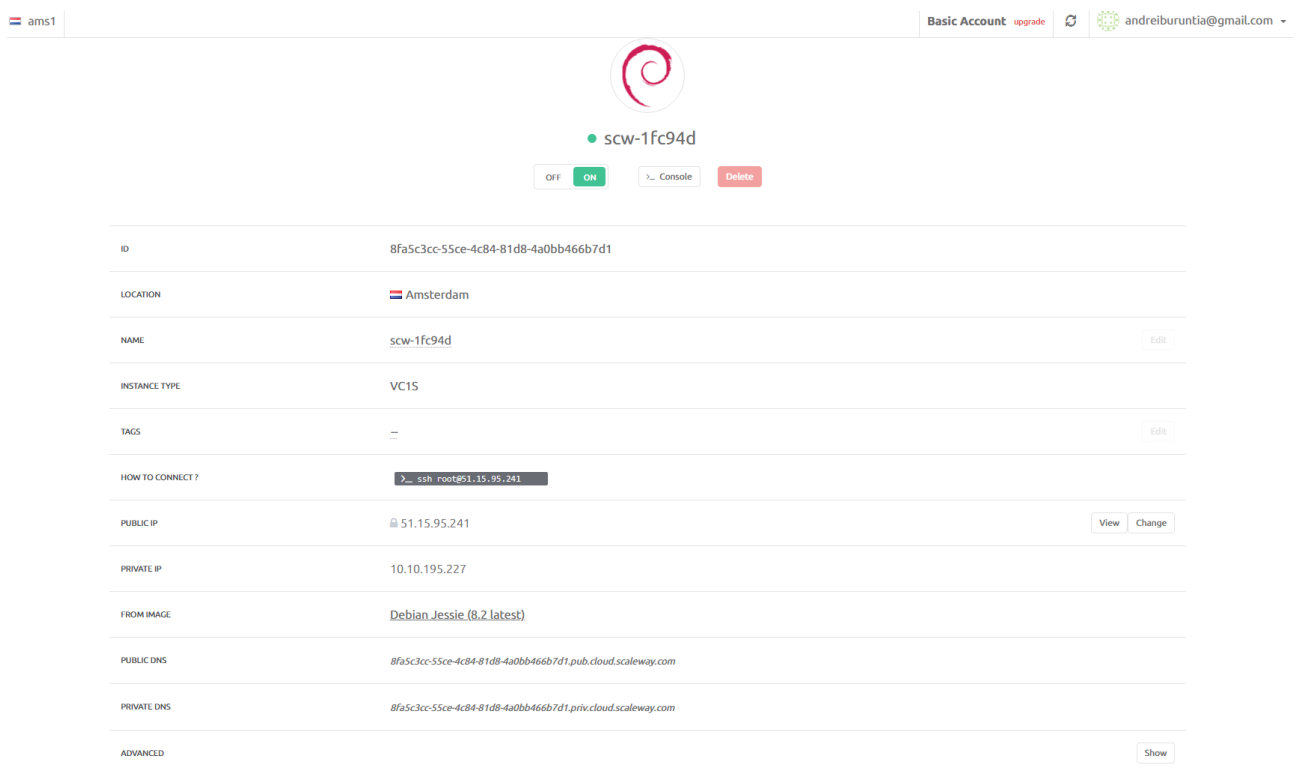 ams1 Basic Account upgrade andreiburuntia@gmail.com
scw-1fc94d
OFF ON >_ Console Delete
ID 8fa5c3cc-55ce-4c84-81d8-4a0bb466b7d1
LOCATION Amsterdam
NAME scw-1fc94d Edit
INSTANCE TYPE VC1S
TAGS — Edit
HOW TO CONNECT ? >_ ssh root@51.15.95.241
PUBLIC IP 51.15.95.241 View Change
PRIVATE IP 10.10.195.227
FROM IMAGE Debian Jessie (8.2 latest)
PUBLIC DNS 8fa5c3cc-55ce-4c84-81d8-4a0bb466b7d1.pub.cloud.scaleway.com
PRIVATE DNS 8fa5c3cc-55ce-4c84-81d8-4a0bb466b7d1.priv.cloud.scaleway.com
ADVANCED Show